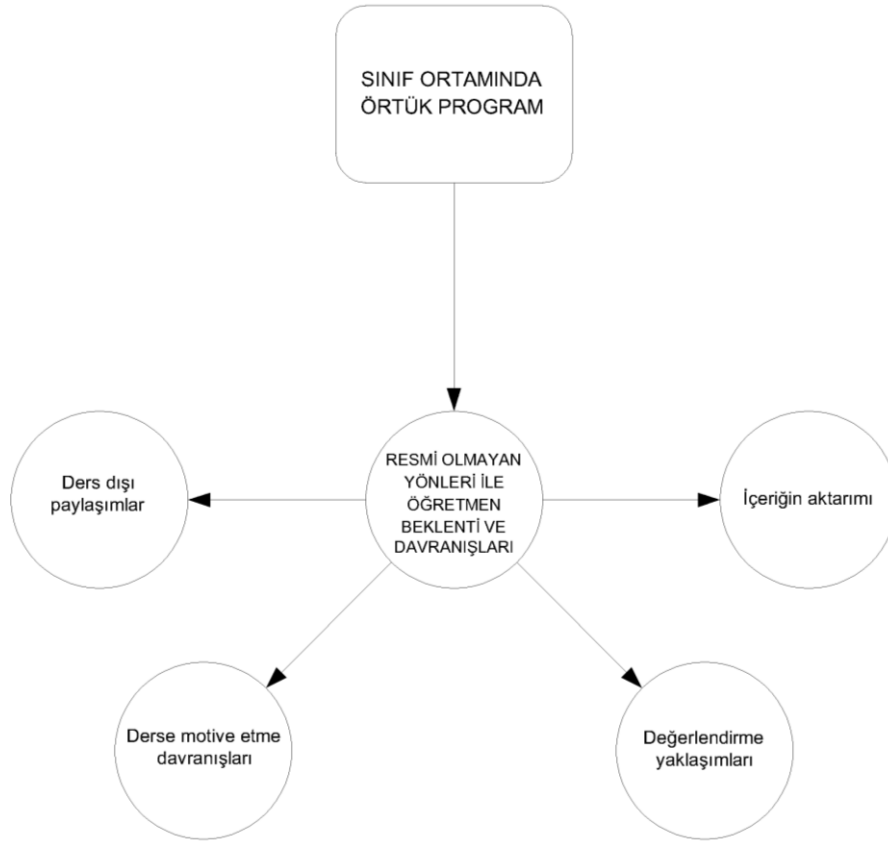 SINIF ORTAMINDA
ÖRTÜK PROGRAM
RESMİ OLMAYAN
YÖNLERİ İLE
ÖĞRETMEN
BEKLENTİ VE
DAVRANIŞLARI
Ders dışı
paylaşımlar
İçeriğin aktarımı
Derse motive etme
davranışları
Değerlendirme
yaklaşımları